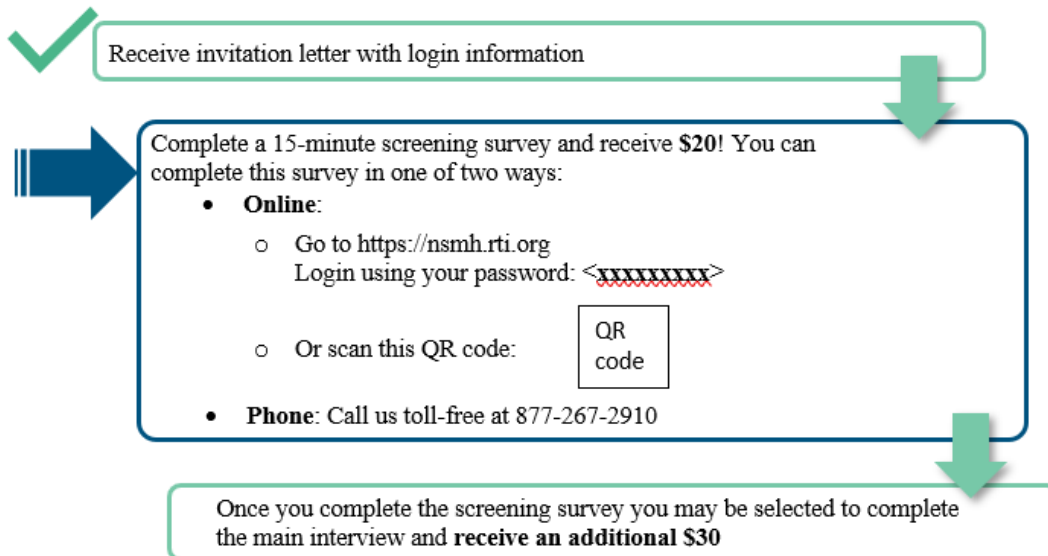 Receive invitation letter with login information
Complete a 15-minute screening survey and receive $20! You can
complete this survey in one of two ways:
• Online:
o Go to https://nsmh.rti.org
Login using your password: <xxxxxxxxx>
o Or scan this QR code:
QR
code
• Phone: Call us toll-free at 877-267-2910
Once you complete the screening survey you may be selected to complete
the main interview and receive an additional $30